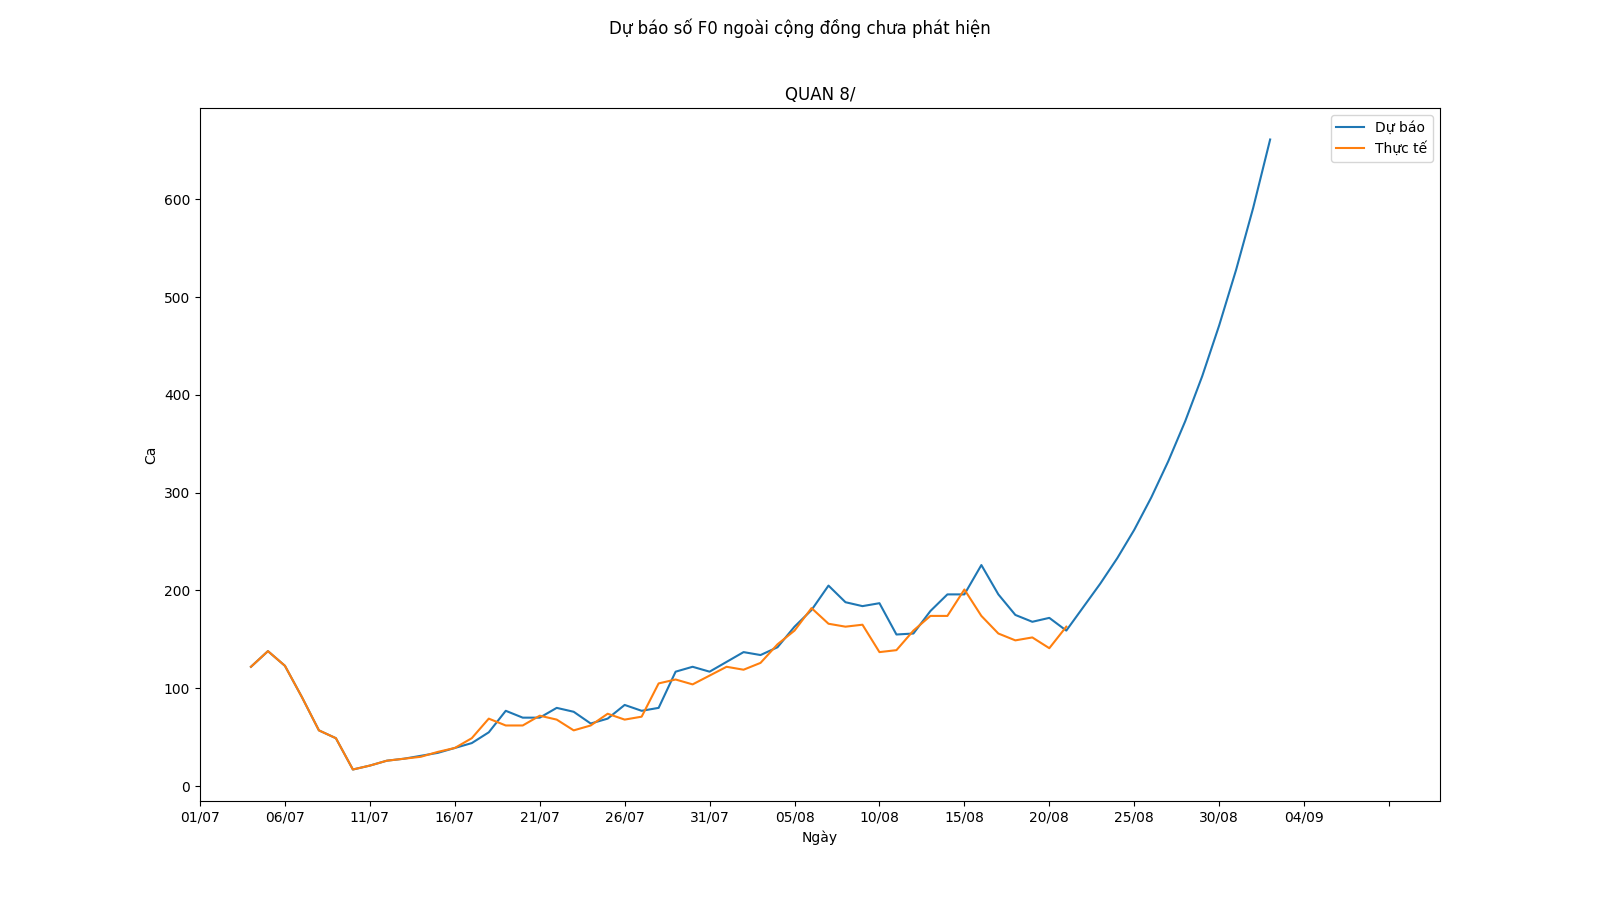 Dự báo số F0 ngoài cộng đồng chưa phát hiện
QUAN 8/
Dự báo
Thực tế
600
500
400
300
200
100
0
Ca
01/07 06/07 11/07 16/07 21/07 26/07 31/07 05/08 10/08 15/08 20/08 25/08 30/08 04/09
Ngày